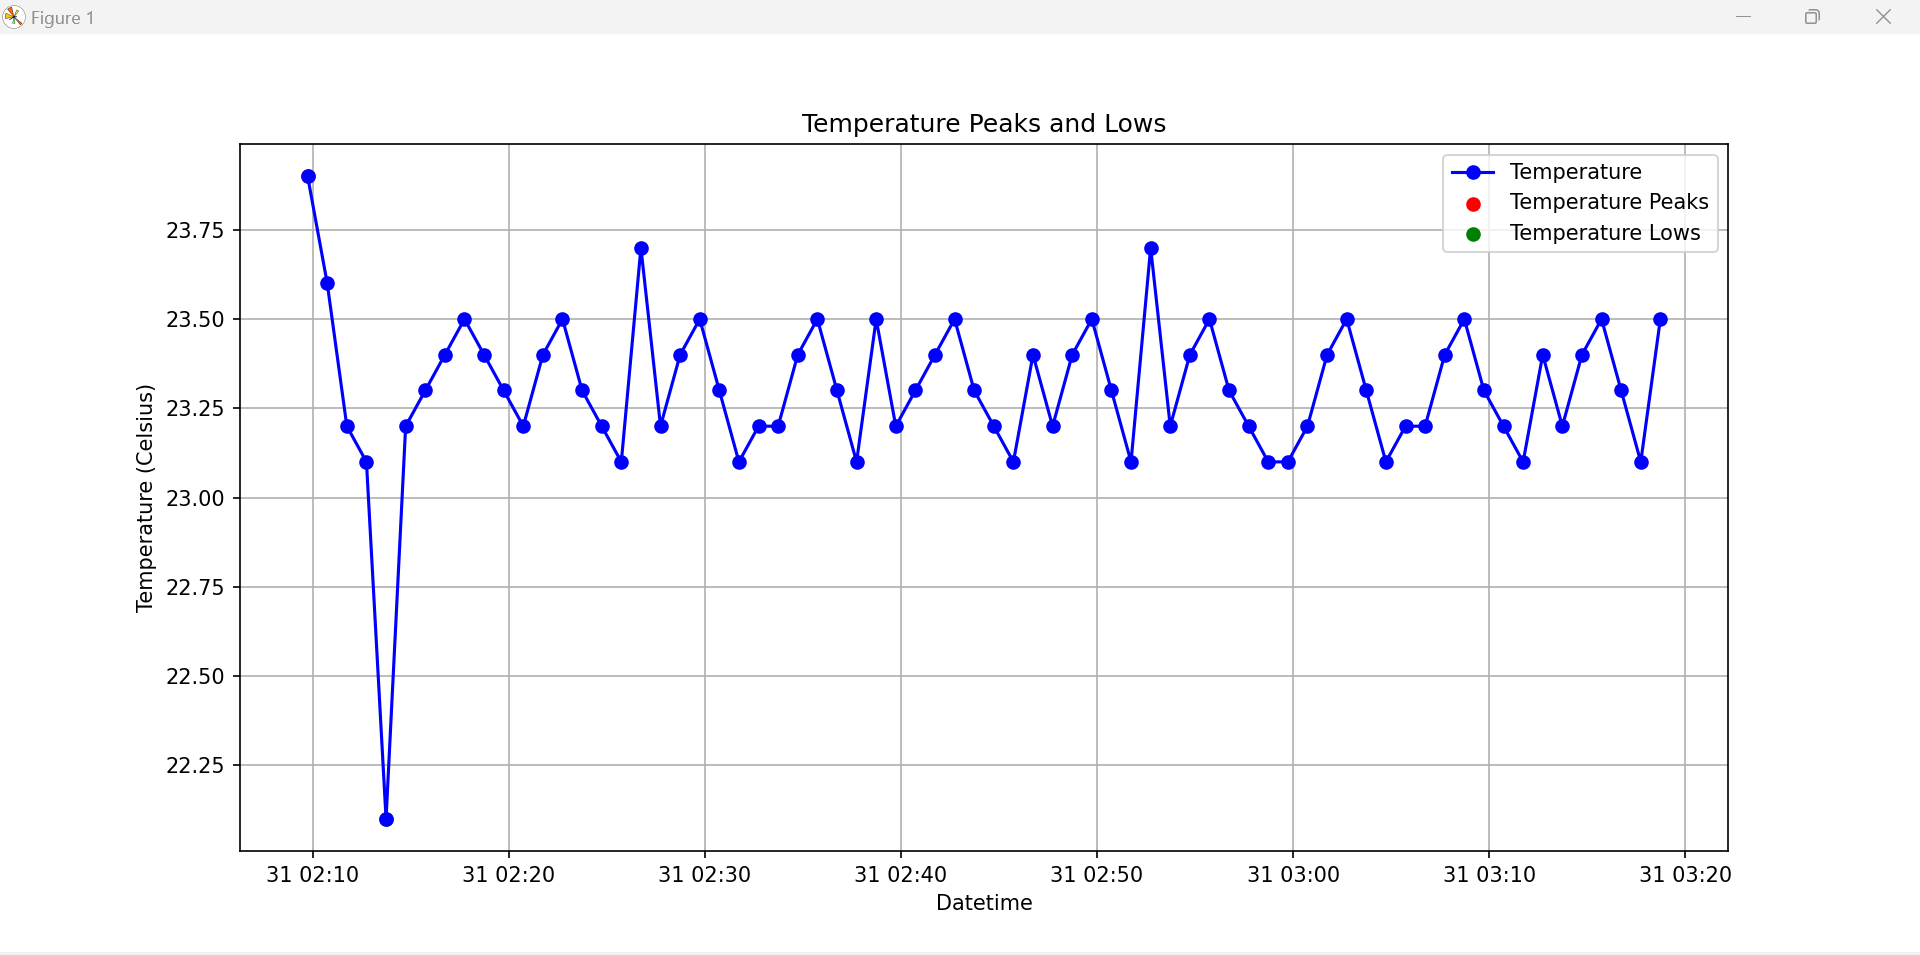 Figure 1
Temperature Peaks and Lows
Temperature
Temperature Peaks
Temperature Lows
Temperature (Celsius)
23.75
23.50
23.25
23.00
22.75
22.50
22.25
31 02:10 31 02:20 31 02:30 31 02:40 31 02:50 31 03:00 31 03:10 31 03:20
Datetime